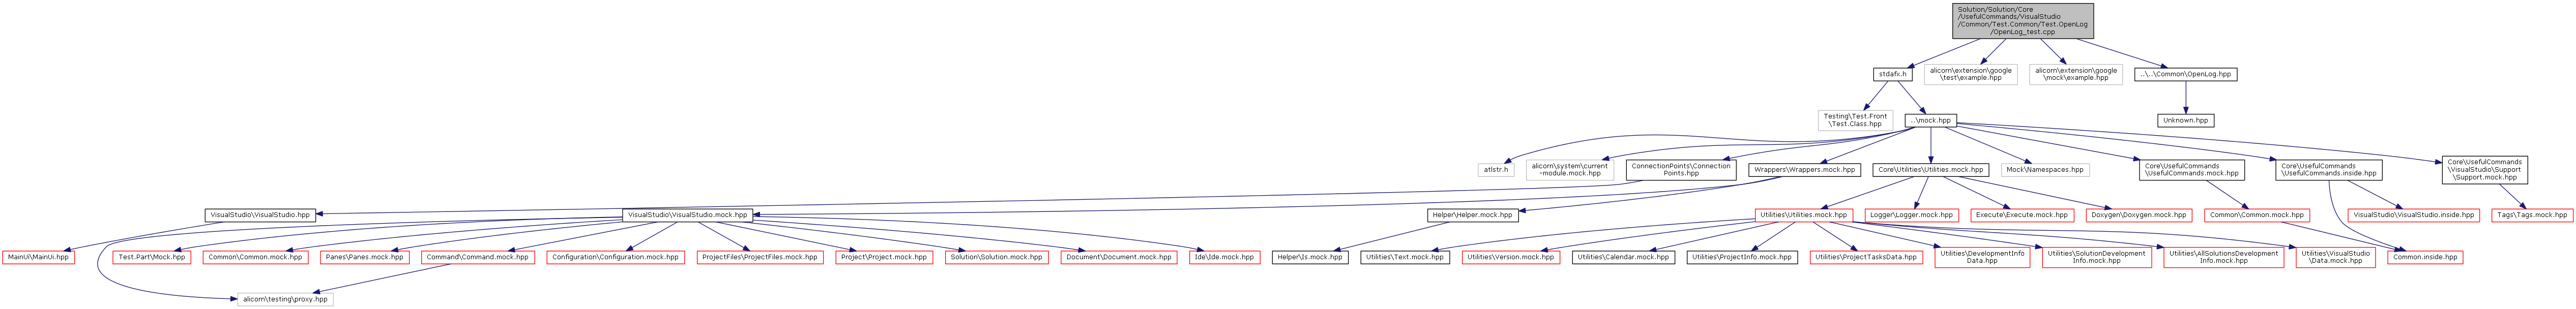 Solution/Solution/Core
/UsefulCommands/VisualStudio
/Common/Test.Common/Test.OpenLog
/OpenLog_test.cpp
stdafx.h
alicorn\extension\google
\test\example.hpp
alicorn\extension\google
\mock\example.hpp
..\..\Common\OpenLog.hpp
Testing\Test.Front
\Test.Class.hpp
..\mock.hpp
Unknown.hpp
atlstr.h
alicorn\system\current
-module.mock.hpp
ConnectionPoints\Connection
Points.hpp
Wrappers\Wrappers.mock.hpp
Core\Utilities\Utilities.mock.hpp
Mock\Namespaces.hpp
Core\UsefulCommands
\UsefulCommands.mock.hpp
Core\UsefulCommands
\UsefulCommands.inside.hpp
Core\UsefulCommands
\VisualStudio\Support
\Support.mock.hpp
VisualStudio\VisualStudio.hpp
VisualStudio\VisualStudio.mock.hpp
Helper\Helper.mock.hpp
Utilities\Utilities.mock.hpp
Logger\Logger.mock.hpp
Execute\Execute.mock.hpp
Doxygen\Doxygen.mock.hpp
Common\Common.mock.hpp
VisualStudio\VisualStudio.inside.hpp
Tags\Tags.mock.hpp
MainUi\MainUi.hpp
Test.Part\Mock.hpp
Common\Common.mock.hpp
Panes\Panes.mock.hpp
Command\Command.mock.hpp
Configuration\Configuration.mock.hpp
ProjectFiles\ProjectFiles.mock.hpp
Project\Project.mock.hpp
Solution\Solution.mock.hpp
Document\Document.mock.hpp
Ide\Ide.mock.hpp
Helper\Is.mock.hpp
Utilities\Text.mock.hpp
Utilities\Version.mock.hpp
Utilities\Calendar.mock.hpp
Utilities\ProjectInfo.mock.hpp
Utilities\ProjectTasksData.hpp
Utilities\DevelopmentInfo
Data.hpp
Utilities\SolutionDevelopment
Info.mock.hpp
Utilities\AllSolutionsDevelopment
Info.mock.hpp
Utilities\VisualStudio
\Data.mock.hpp
Common.inside.hpp
alicorn\testing\proxy.hpp